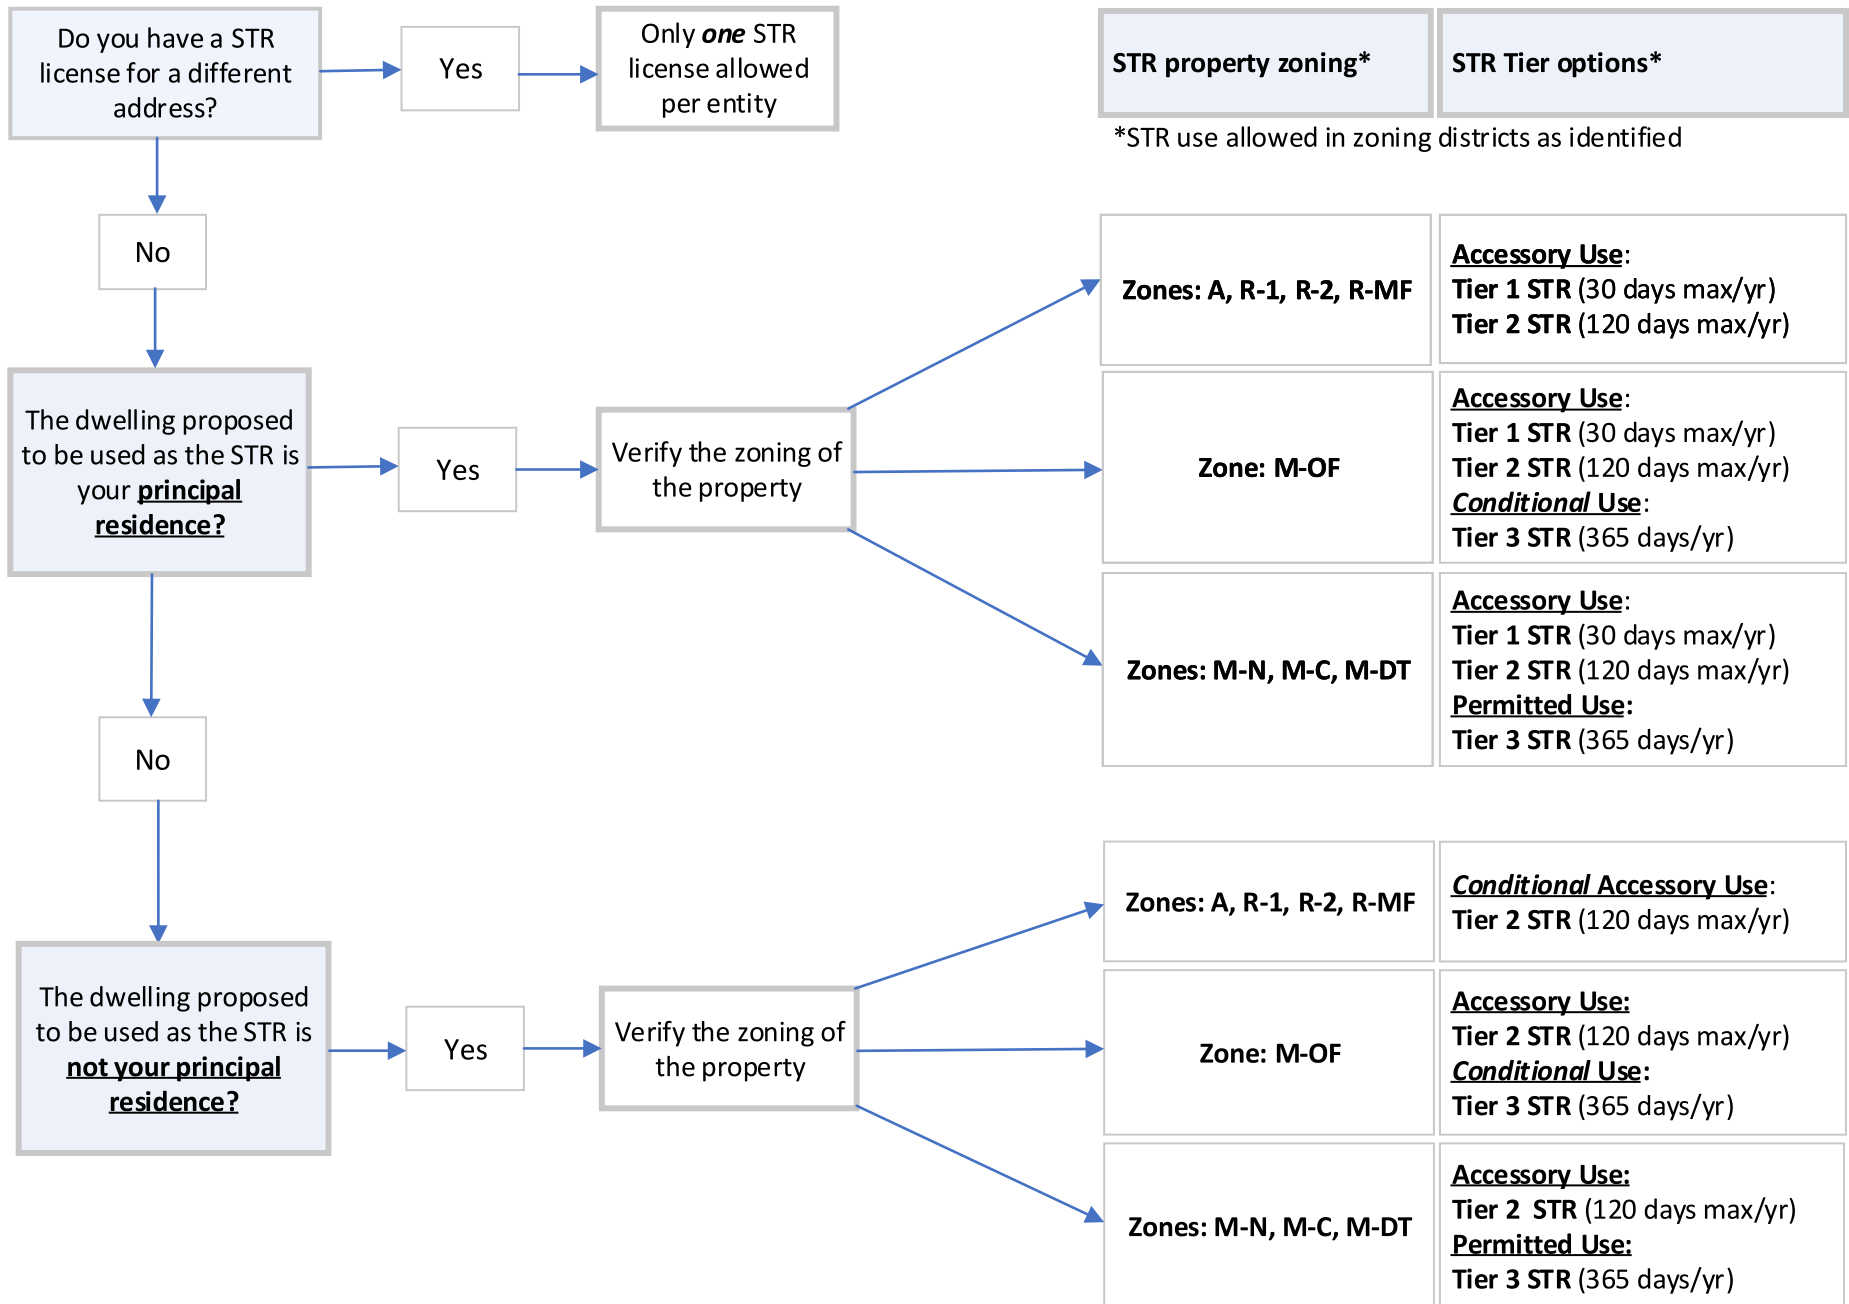 Do you have a STR
license for a different
address?
Yes
Only one STR
license allowed
per entity
STR property zoning*
STR Tier options*
*STR use allowed in zoning districts as identified
No
The dwelling proposed
to be used as the STR is
your principal
residence?
Yes
Verify the zoning of
the property
Zones: A, R-1, R-2, R-MF
Accessory Use:
Tier 1 STR (30 days max/yr)
Tier 2 STR (120 days max/yr)
Zone: M-OF
Accessory Use:
Tier 1 STR (30 days max/yr)
Tier 2 STR (120 days max/yr)
Conditional Use:
Tier 3 STR (365 days/yr)
Zones: M-N, M-C, M-DT
Accessory Use:
Tier 1 STR (30 days max/yr)
Tier 2 STR (120 days max/yr)
Permitted Use:
Tier 3 STR (365 days/yr)
No
The dwelling proposed
to be used as the STR is
not your principal
residence?
Yes
Verify the zoning of
the property
Zones: A, R-1, R-2, R-MF
Conditional Accessory Use:
Tier 2 STR (120 days max/yr)
Zone: M-OF
Accessory Use:
Tier 2 STR (120 days max/yr)
Conditional Use:
Tier 3 STR (365 days/yr)
Zones: M-N, M-C, M-DT
Accessory Use:
Tier 2  STR (120 days max/yr)
Permitted Use:
Tier 3 STR (365 days/yr)